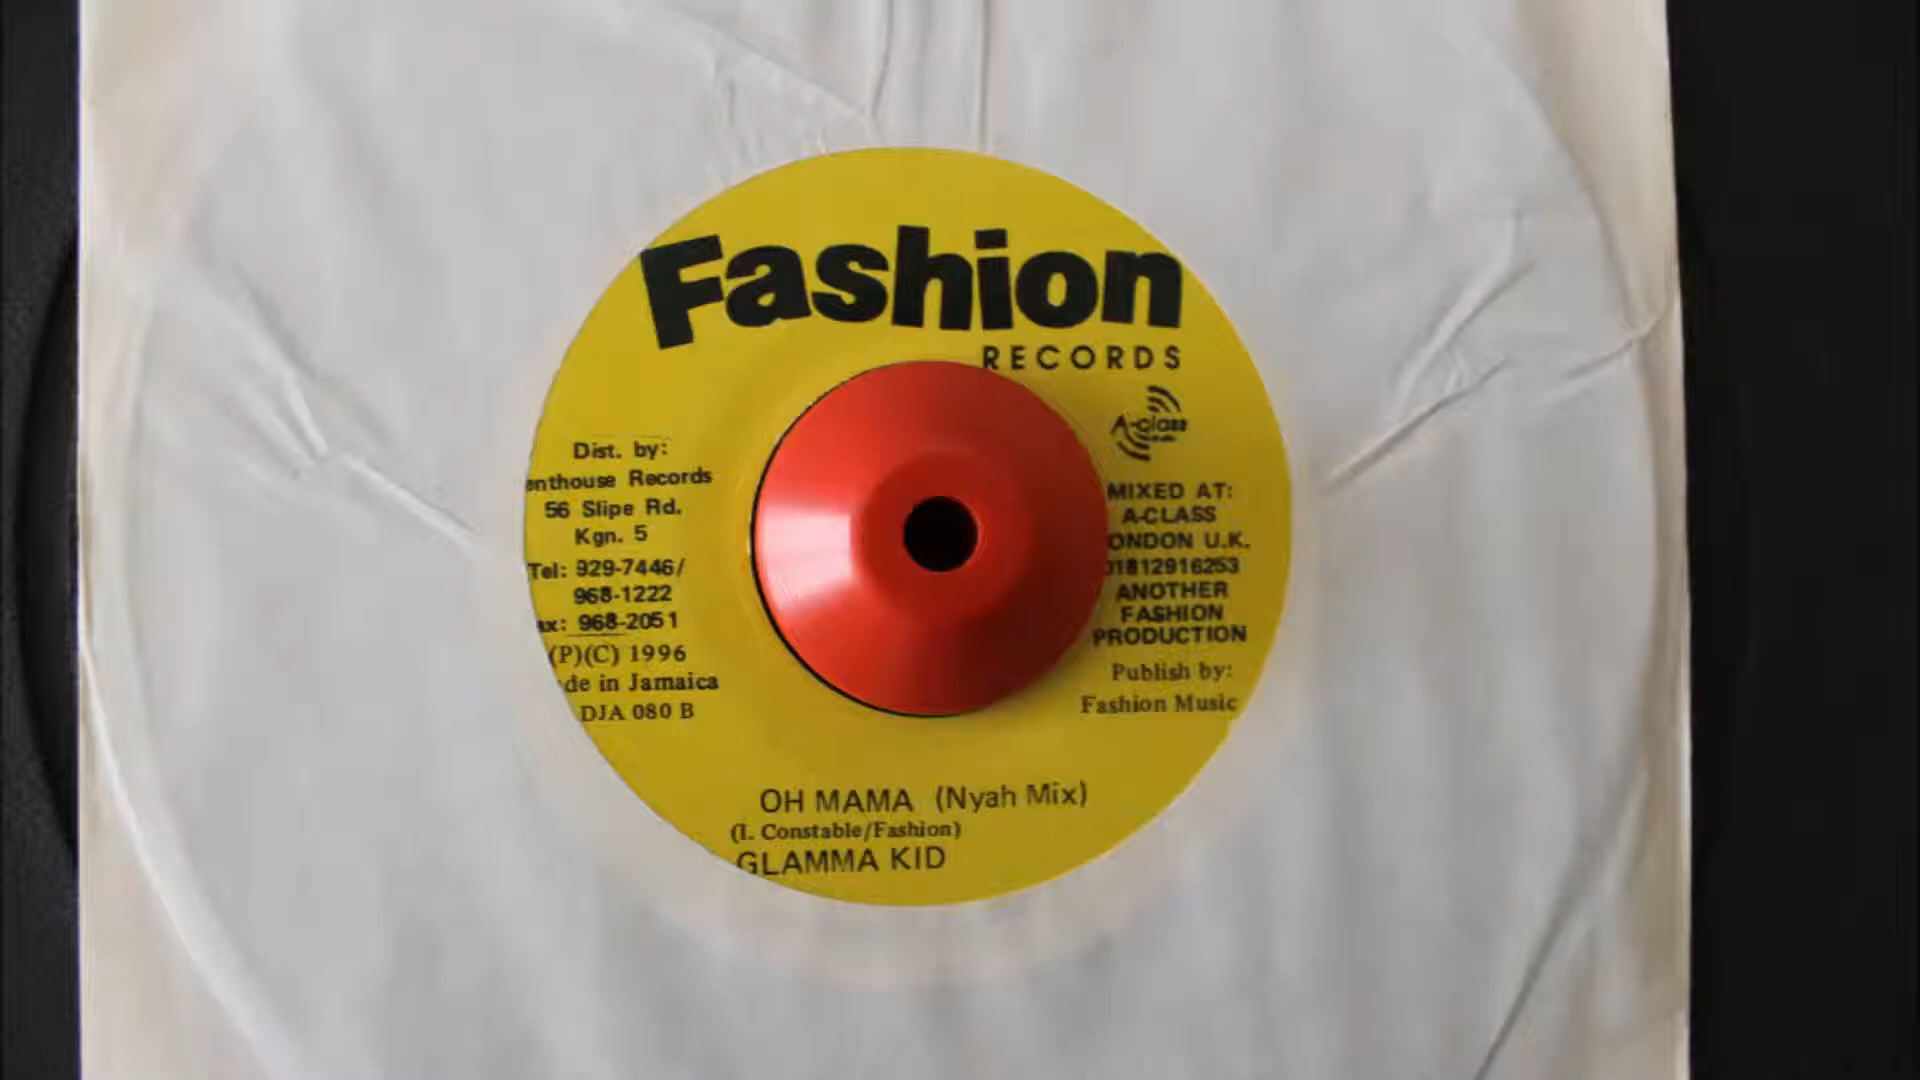 Fashion
RECORDS
A-class
Dist. by:
enthouse Records
56 Slipe Rd.
Kgn. 5
Tel: 929-7446/
968-1222
ax: 968-2051
(P)(C) 1996
de in Jamaica
DJA 080 B
MIXED AT:
A-CLASS
ONDON U.K.
01812916253
ANOTHER
FASHION
PRODUCTION
Publish by:
Fashion Music
OH MAMA (Nyah Mix)
(I. Constable/Fashion)
GLAMMA KID